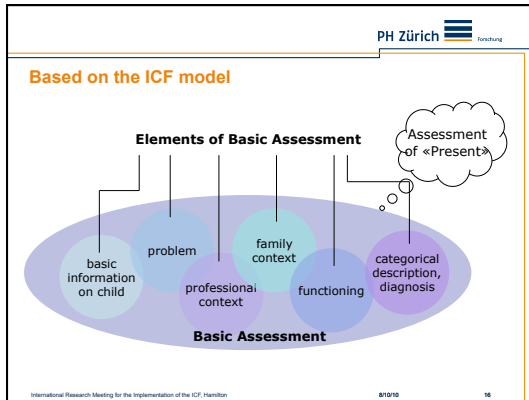 PH Zürich
Forschung
Based on the ICF model
Elements of Basic Assessment
Assessment
of «Present»
basic
information
on child
problem
professional
context
family
context
functioning
categorical
description,
diagnosis
Basic Assessment
International Research Meeting for the Implementation of the ICF, Hamilton
8/10/10
16